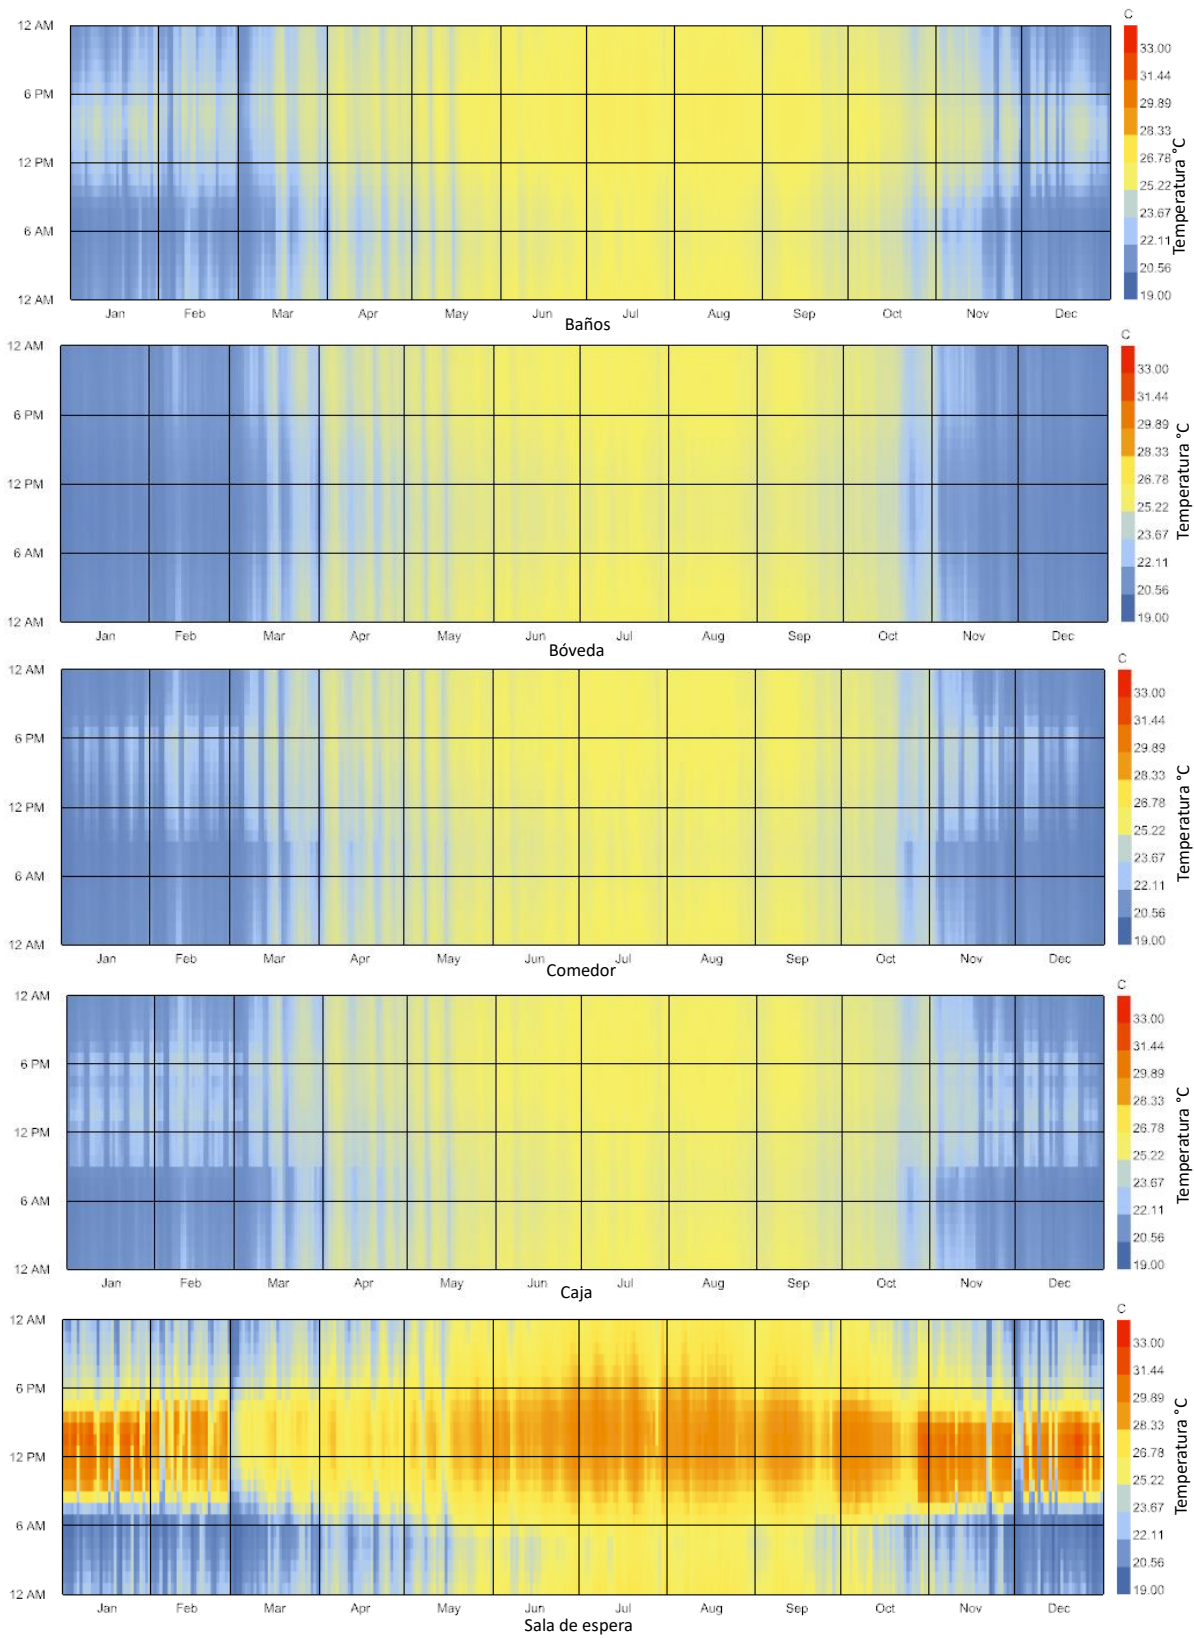 C
12 AM
33.00
31.44
6 PM
29.89
28.33
12 PM
26.78
25.22
23.67
6 AM
22.11
20.56
12 AM
19.00
Temperatura °C
Jan Feb Mar Apr May Jun Jul Aug Sep Oct Nov Dec
Baños
C
12 AM
33.00
31.44
6 PM
29.89
28.33
12 PM
26.78
25.22
23.67
6 AM
22.11
20.56
12 AM
19.00
Temperatura °C
Jan Feb Mar Apr May Jun Jul Aug Sep Oct Nov Dec
Bóveda
C
12 AM
33.00
31.44
6 PM
29.89
28.33
12 PM
26.78
25.22
23.67
6 AM
22.11
20.56
12 AM
19.00
Temperatura °C
Jan Feb Mar Apr May Jun Jul Aug Sep Oct Nov Dec
Comedor
C
12 AM
33.00
31.44
6 PM
29.89
28.33
12 PM
26.78
25.22
23.67
6 AM
22.11
20.56
12 AM
19.00
Temperatura °C
Jan Feb Mar Apr May Jun Jul Aug Sep Oct Nov Dec
Caja
C
12 AM
33.00
31.44
6 PM
29.89
28.33
12 PM
26.78
25.22
23.67
6 AM
22.11
20.56
12 AM
19.00
Temperatura °C
Jan Feb Mar Apr May Jun Jul Aug Sep Oct Nov Dec
Sala de espera